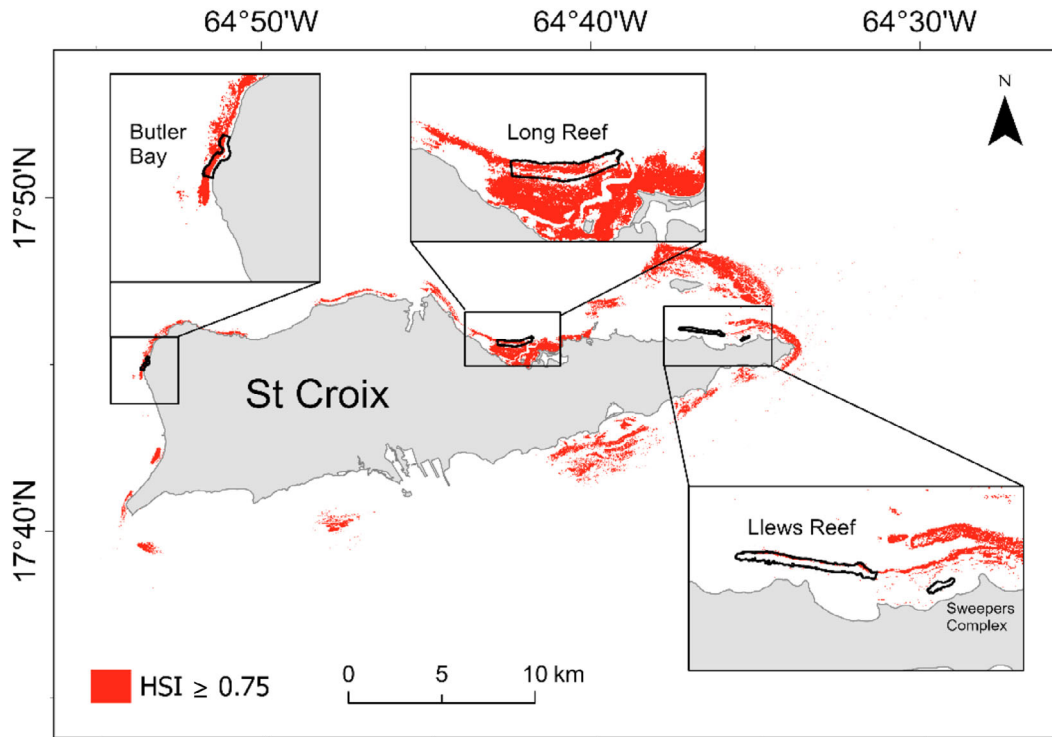 64°50'W 64°40'W 64°30'W
N
Butler
Bay
Long Reef
17°50'N
St Croix
17°40'N
Llews Reef
Sweepers
Complex
HSI ≥ 0.75
0 5 10 km